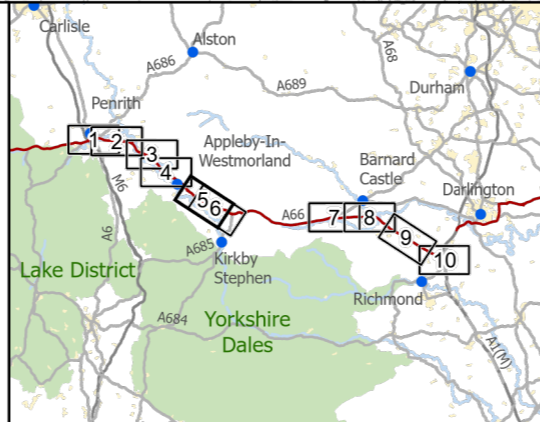 Carlisle
Alston
A686
A68
A689
Durham
Penrith
1
2
3
4
Appleby-In-
Westmorland
Barnard
Castle
Darlington
M6
5
6
A66
7
8
9
10
A6
A685
Lake District
Kirkby
Stephen
Richmond
A684
Yorkshire
Dales
A1(M)